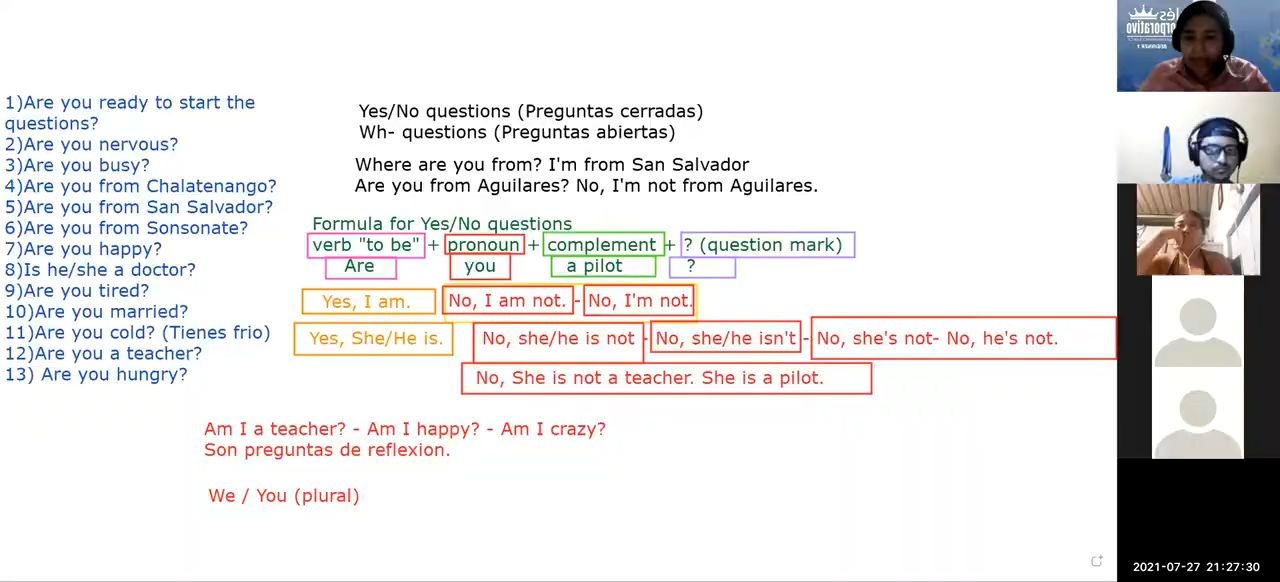 1)Are you ready to start the
questions?
2)Are you nervous?
3)Are you busy?
4)Are you from Chalatenango?
5)Are you from San Salvador?
6)Are you from Sonsonate?
7)Are you happy?
8)Is he/she a doctor?
9)Are you tired?
10)Are you married?
11)Are you cold? (Tienes frio)
12)Are you a teacher?
13) Are you hungry?
Yes/No questions (Preguntas cerradas)
Wh- questions (Preguntas abiertas)
Where are you from? I'm from San Salvador
Are you from Aguilares? No, I'm not from Aguilares.
Formula for Yes/No questions
verb "to be" + pronoun + complement + ? (question mark)
Are you a pilot ?
Yes, I am. No, I am not. - No, I'm not.
Yes, She/He is. No, she/he is not - No, she/he isn't - No, she's not- No, he's not.
No, She is not a teacher. She is a pilot.
Am I a teacher? - Am I happy? - Am I crazy?
Son preguntas de reflexion.
We / You (plural)
2021-07-27 21:27:30